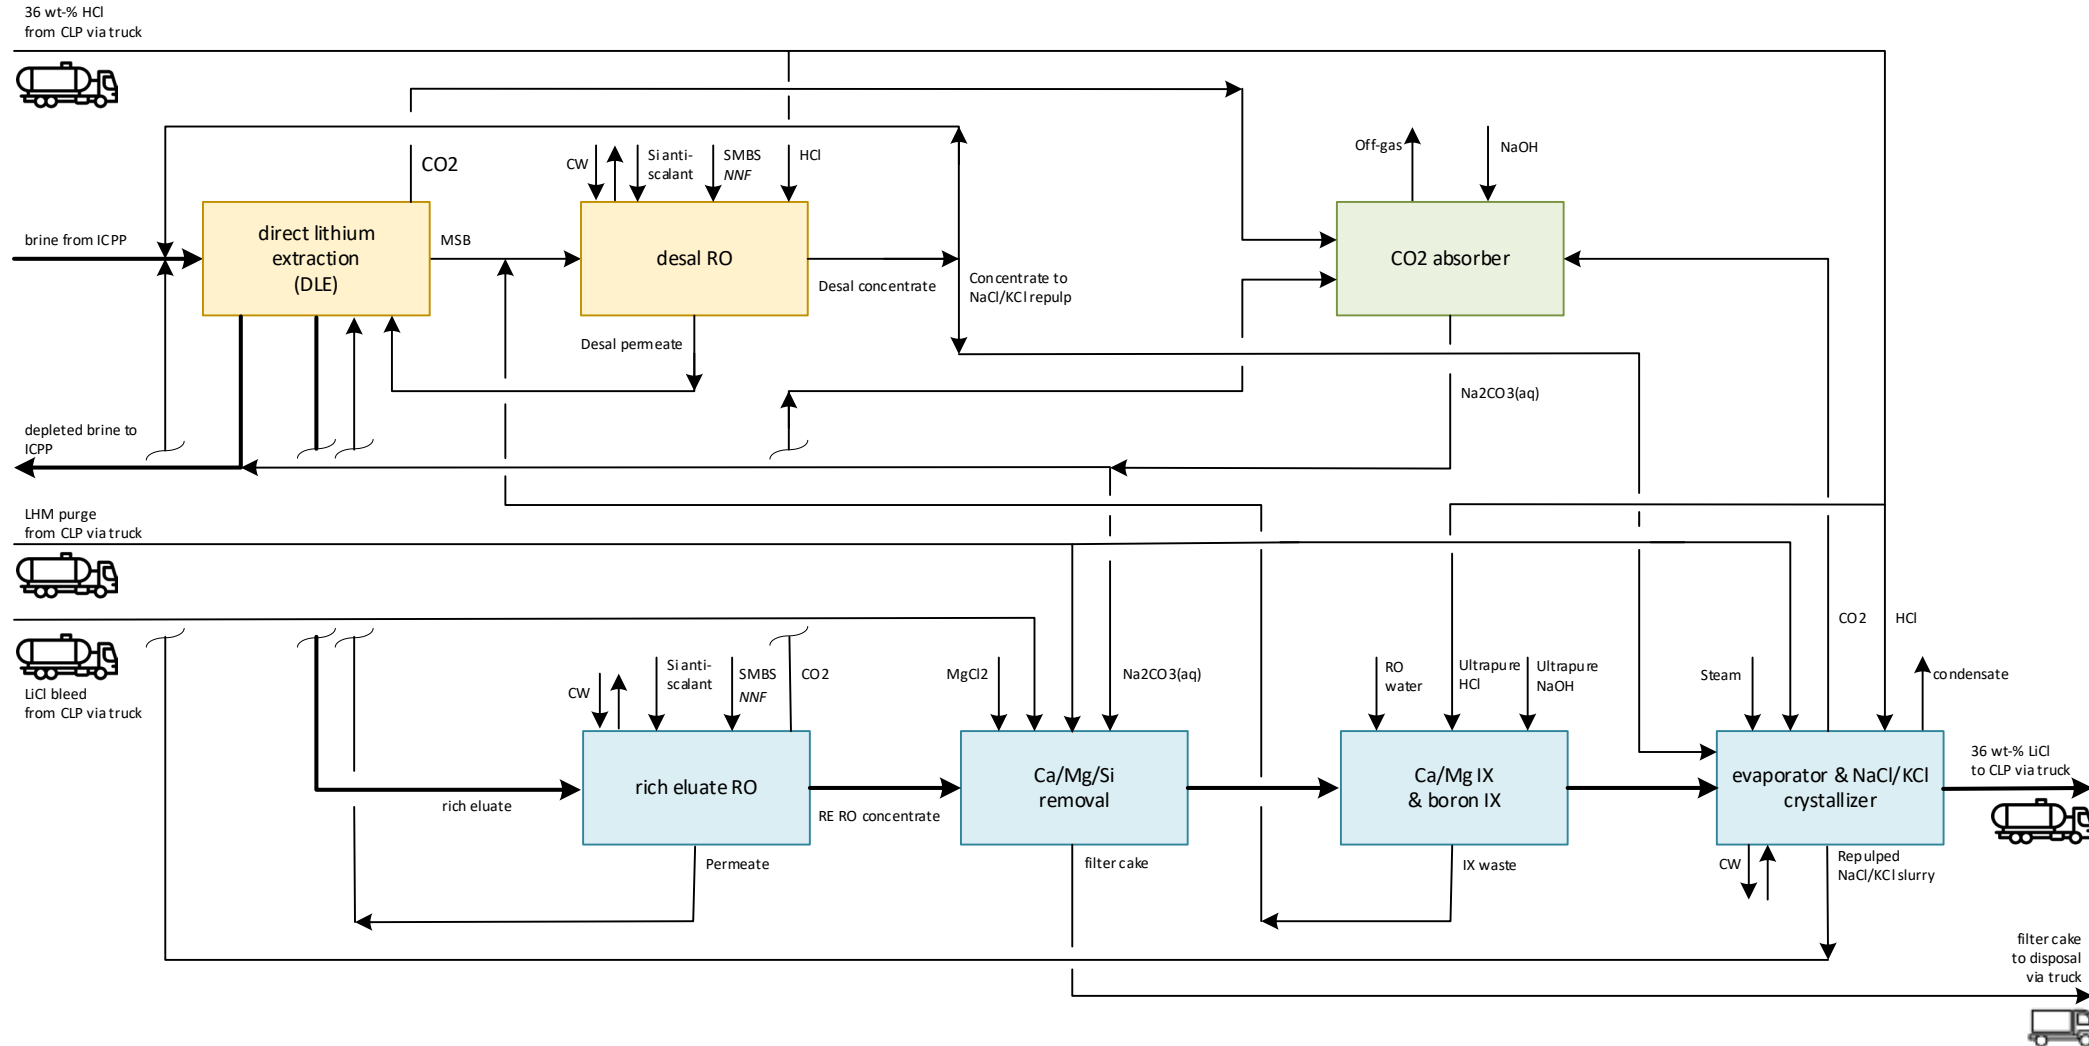 36 wt-% HCl
from CLP via truck
CO2
CW
Si anti-
scalant
SMBS
NNF
HCl
Off-gas
NaOH
brine from ICPP
direct lithium
extraction
(DLE)
MSB
desal RO
Desal concentrate
Concentrate to
NaCl/KCl repulp
CO2 absorber
Desal permeate
Na2CO3(aq)
depleted brine to
ICPP
LHM purge
from CLP via truck
LiCl bleed
from CLP via truck
CW
Si anti-
scalant
SMBS
NNF
CO2
MgCl2
Na2CO3(aq)
RO
water
Ultrapure
HCl
Ultrapure
NaOH
Steam
CO2
HCl
condensate
rich eluate
rich eluate RO
RE RO concentrate
Ca/Mg/Si
removal
Ca/Mg IX
& boron IX
evaporator & NaCl/KCl
crystallizer
36 wt-% LiCl
to CLP via truck
Permeate
filter cake
IX waste
CW
Repulped
NaCl/KCl slurry
filter cake
to disposal
via truck